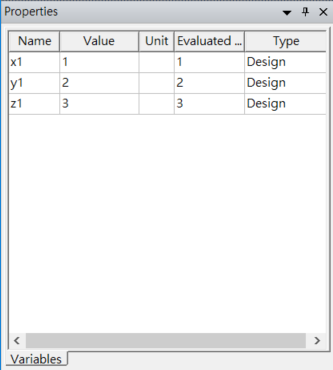 Properties
Name Value Unit Evaluated ... Type
x1 1 1 Design
y1 2 2 Design
z1 3 3 Design
Variables